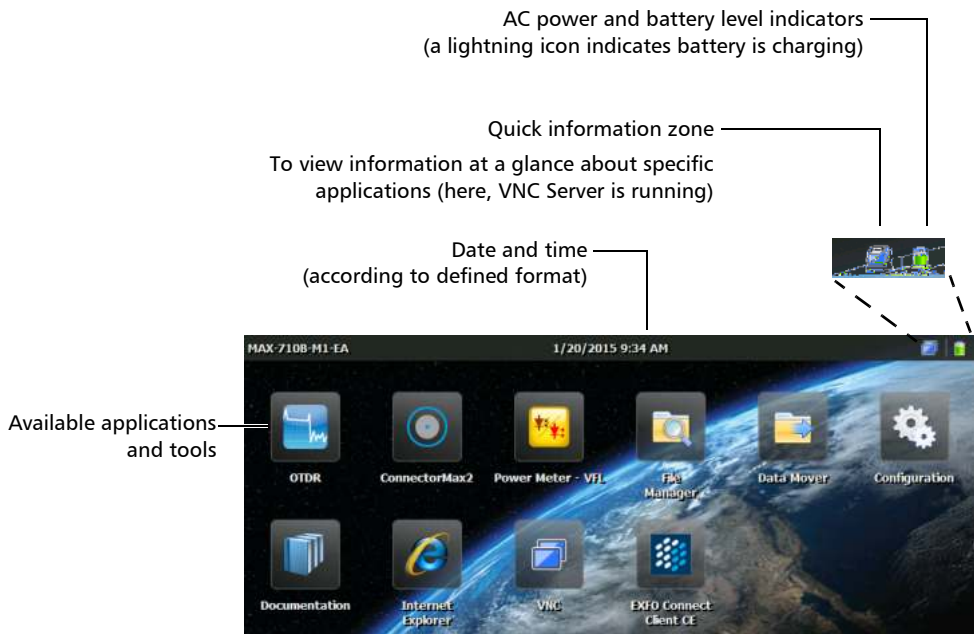 AC power and battery level indicators
(a lightning icon indicates battery is charging)
Quick information zone
To view information at a glance about specific
applications (here, VNC Server is running)
Date and time
(according to defined format)
Available applications
and tools
MAX-710B-M1-EA
1/20/2015 9:34 AM
OTDR
ConnectorMax2
Power Meter - VFL
File
Manager
Data Mover
Configuration
Documentation
Internet
Explorer
VNC
EXFO Connect
Client CE